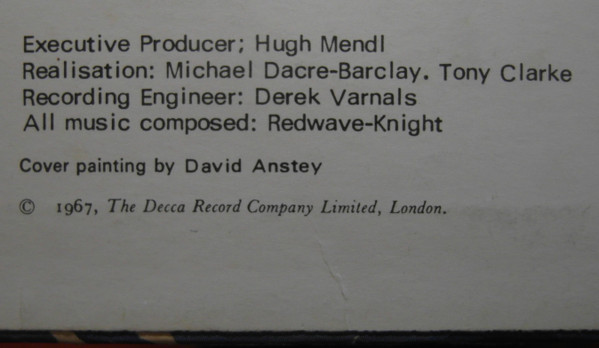 Executive Producer; Hugh Mendl
Realisation: Michael Dacre-Barclay. Tony Clarke
Recording Engineer: Derek Varnals
All music composed: Redwave-Knight
Cover painting by David Anstey
© 1967, The Decca Record Company Limited, London.